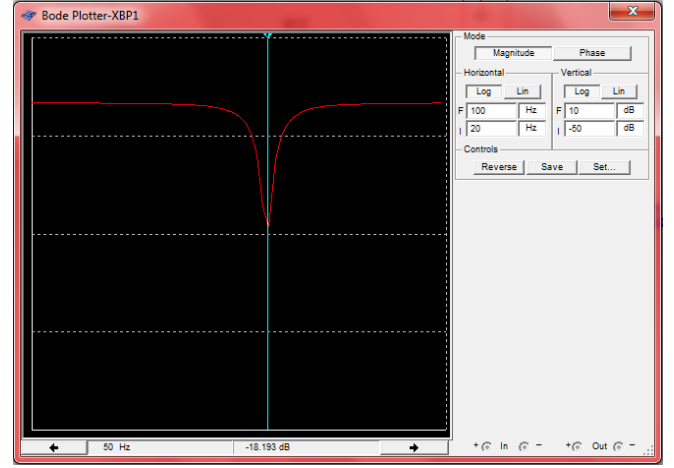 Bode Plotter-XBP1
Mode
Magnitude Phase
Horizontal Vertical
Log Lin Log Lin
F 100 Hz F 10 dB
I 20 Hz I -50 dB
Controls
Reverse Save Set...
50 Hz -18.193 dB
+ In - + Out -